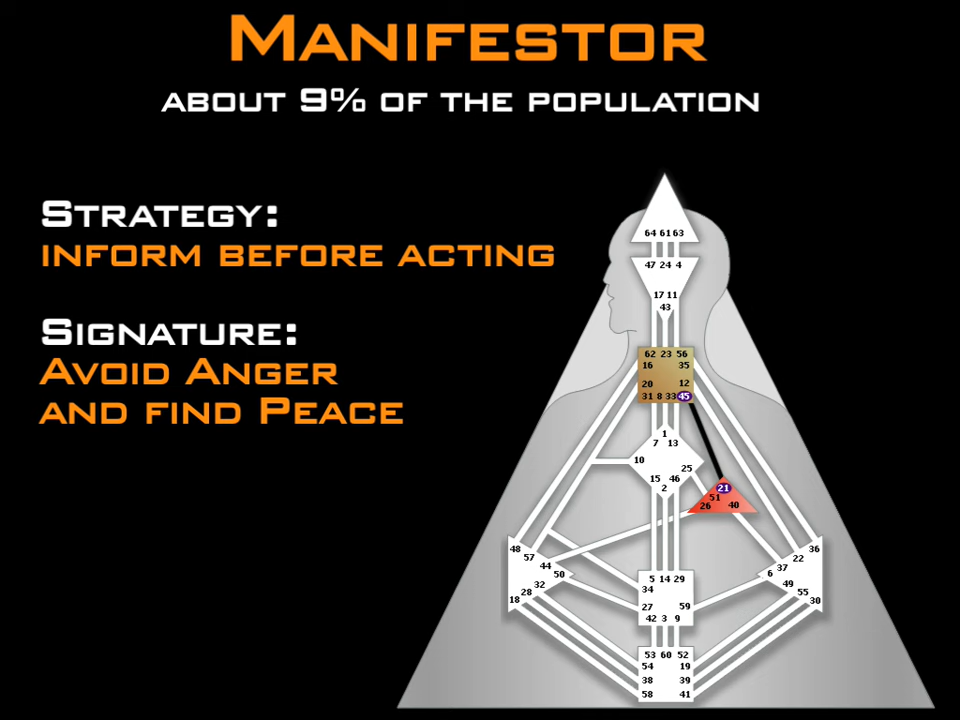 MANIFESTOR
ABOUT 9% OF THE POPULATION
STRATEGY:
INFORM BEFORE ACTING
SIGNATURE:
AVOID ANGER
AND FIND PEACE
64 61 63
47 24 4
17 11
43
62 23 56
16 35
20 12
31 8 33 45
1
7 13
10
25
15 46
2
21
51
26 40
48
57
44
50
32
28
18
36
22
37
6
49
55
30
5 14 29
34
27 59
42 3 9
53 60 52
54 19
38 39
58 41